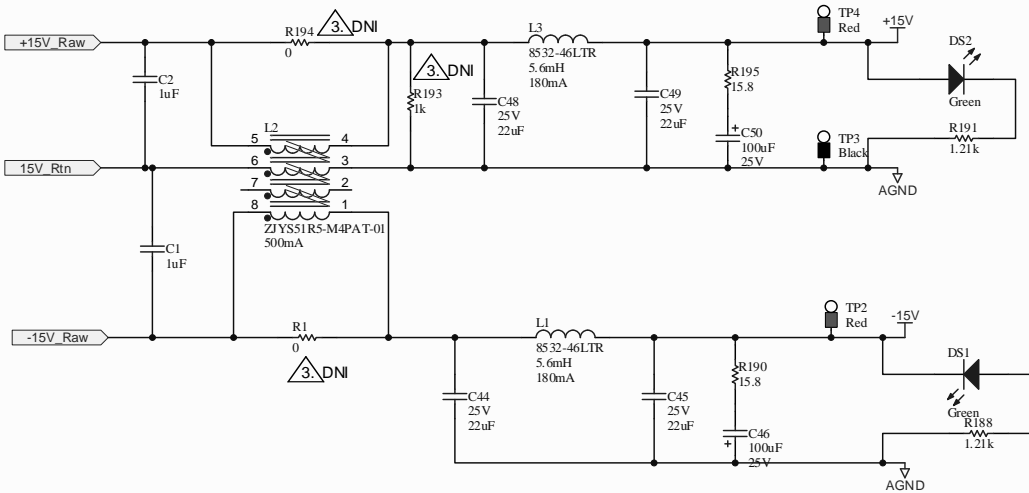 +15V_Raw
R194
0
3. DNI
L3
8532-46LTR
5.6mH
180mA
TP4
Red
+15V
DS2
Green
3. DNI
R193
1k
C2
1uF
C48
25V
22uF
C49
25V
22uF
R195
15.8
+
C50
100uF
25V
TP3
Black
R191
1.21k
AGND
L2
5 4
6 3
7 2
8 1
ZJYS51R5-M4PAT-01
500mA
15V_Rtn
C1
1uF
-15V_Raw
R1
0
3. DNI
L1
8532-46LTR
5.6mH
180mA
TP2
Red
-15V
DS1
Green
R188
1.21k
C44
25V
22uF
C45
25V
22uF
R190
15.8
C46
+
100uF
25V
AGND